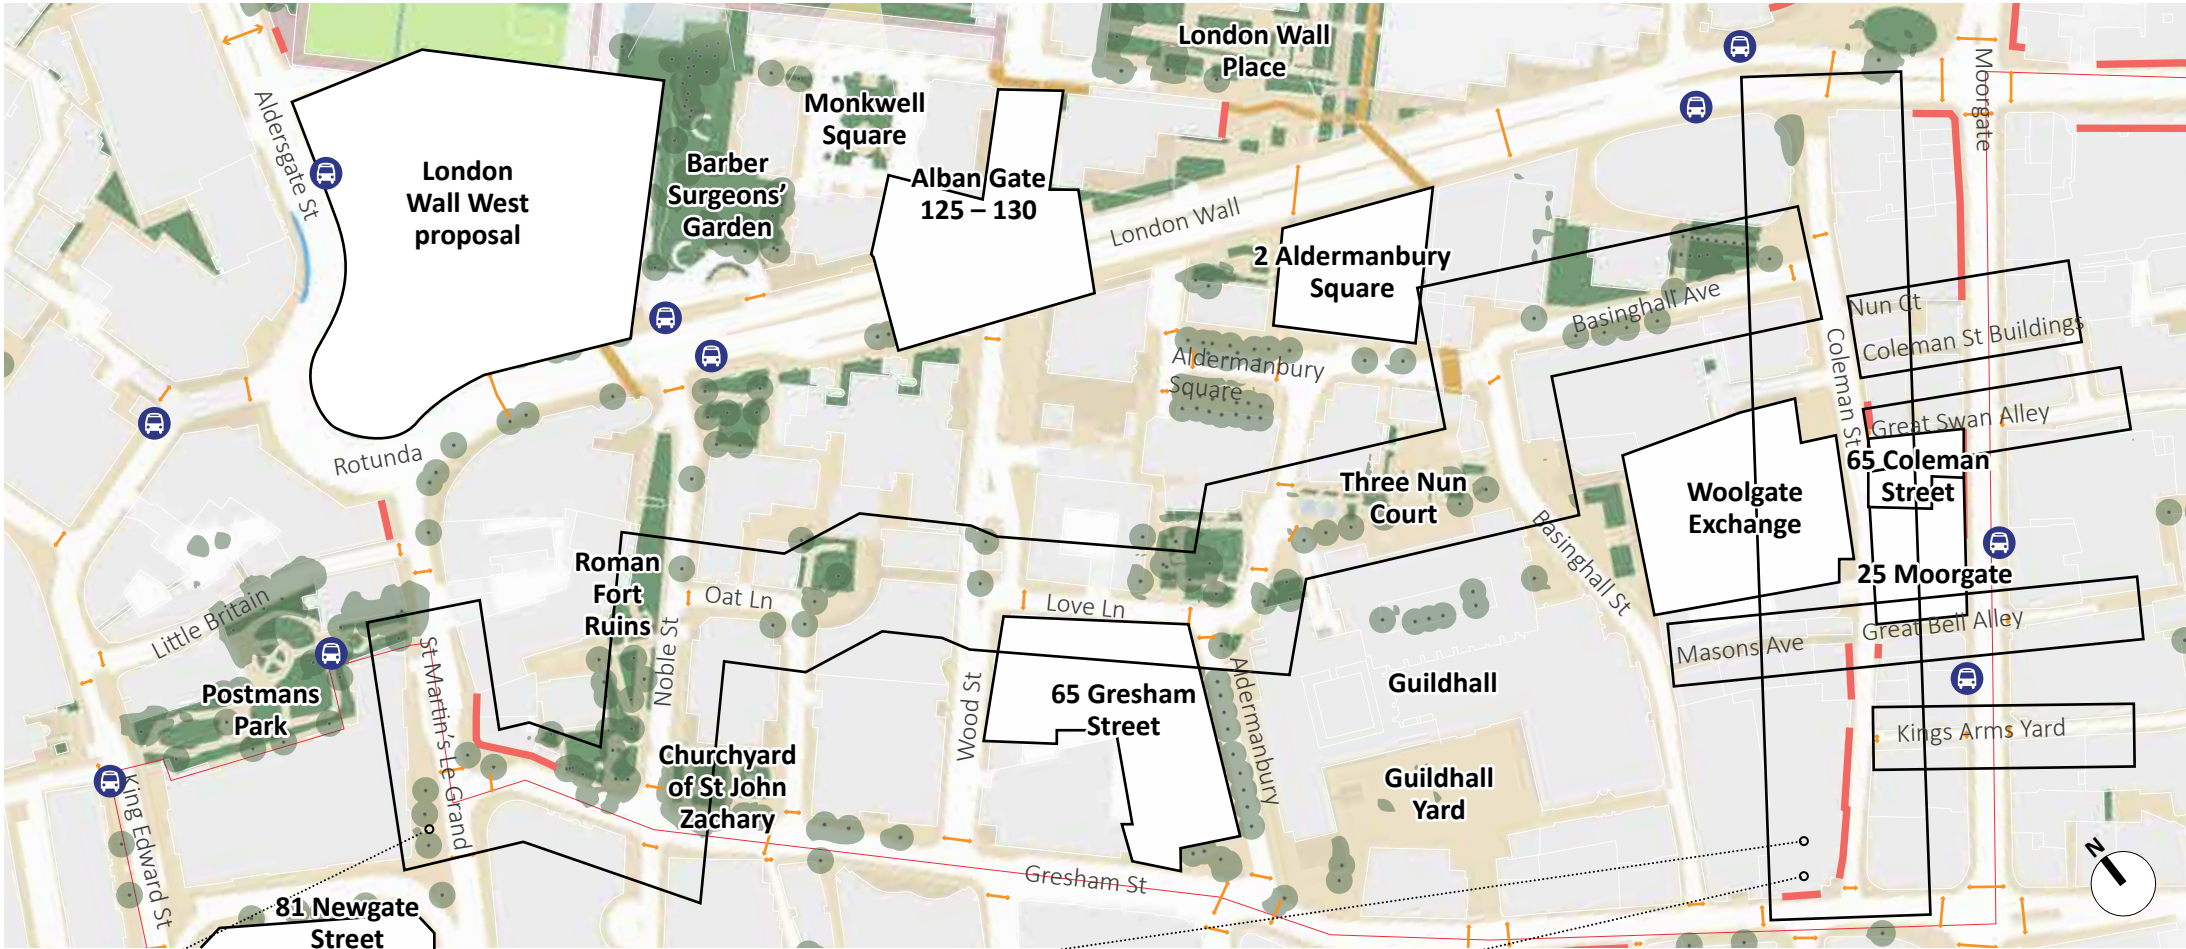 London Wall
Place
Moorgate
Monkwell
Square
Aldersgate St
London
Wall West
proposal
Barber
Surgeons’
Garden
Alban Gate
125 – 130
London Wall
2 Aldermanbury
Square
Basinghall Ave
Nun Ct
Coleman St Buildings
Aldermanbury
Square
Coleman St
Great Swan Alley
Rotunda
65 Coleman
Street
Three Nun
Court
Woolgate
Exchange
Basinghall St
Roman
Fort
Ruins
25 Moorgate
Little Britain
Oat Ln
Love Ln
Great Bell Alley
Masons Ave
St Martin’s Le Grand
Noble St
Postmans
Park
Wood St
65 Gresham
Street
Aldermanbury
Guildhall
Kings Arms Yard
Churchyard
of St John
Zachary
Guildhall
Yard
King Edward St
N
Gresham St
81 Newgate
Street